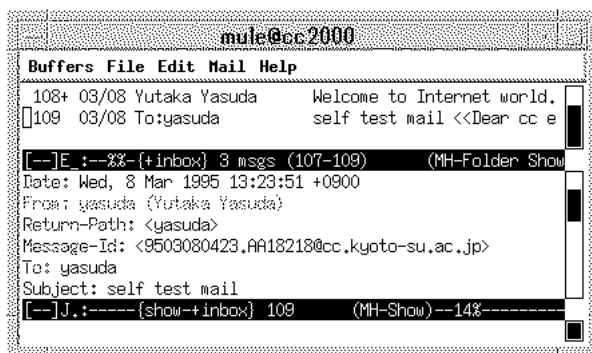 mule@cc2000
Buffers File Edit Mail Help
108+ 03/08 Yutaka Yasuda Welcome to Internet world.
109 03/08 To:yasuda self test mail <<Dear cc e
[--]E_:--%%-{+inbox} 3 msgs (107-109) (MH-Folder Show
Date: Wed, 8 Mar 1995 13:23:51 +0900
From: yasuda (Yutaka Yasuda)
Return-Path: <yasuda>
Message-Id: <9503080423.AA18218@cc.kyoto-su.ac.jp>
To: yasuda
Subject: self test mail
[--]J.:-----{show-+inbox} 109 (MH-Show)--14%---------